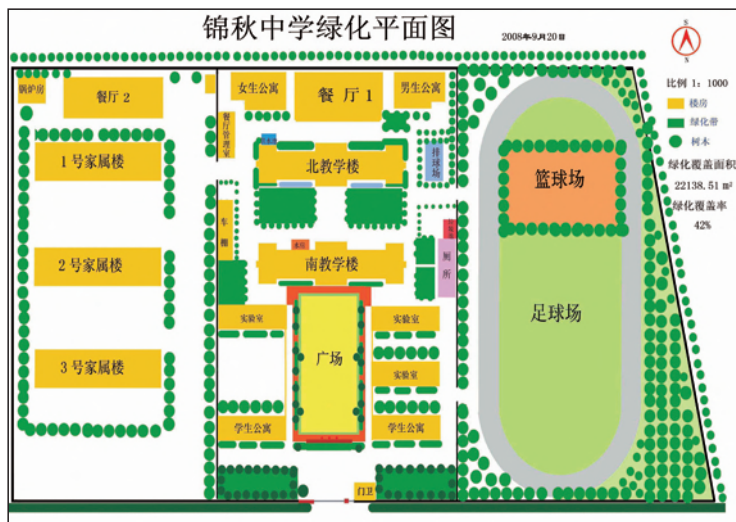 锦秋中学绿化平面图
2008年9月20日
S
N
比例 1：1000
楼房
绿化带
树木
绿化覆盖面积
22138.51 m²
绿化覆盖率
42%
锅炉房
餐厅 2
女生公寓
餐 厅 1
男生公寓
餐厅管理室
1 号家属楼
北教学楼
排球场
篮球场
车棚
2 号家属楼
南教学楼
厕所
足球场
实验室
实验室
广场
3 号家属楼
实验室
学生公寓
学生公寓
门卫